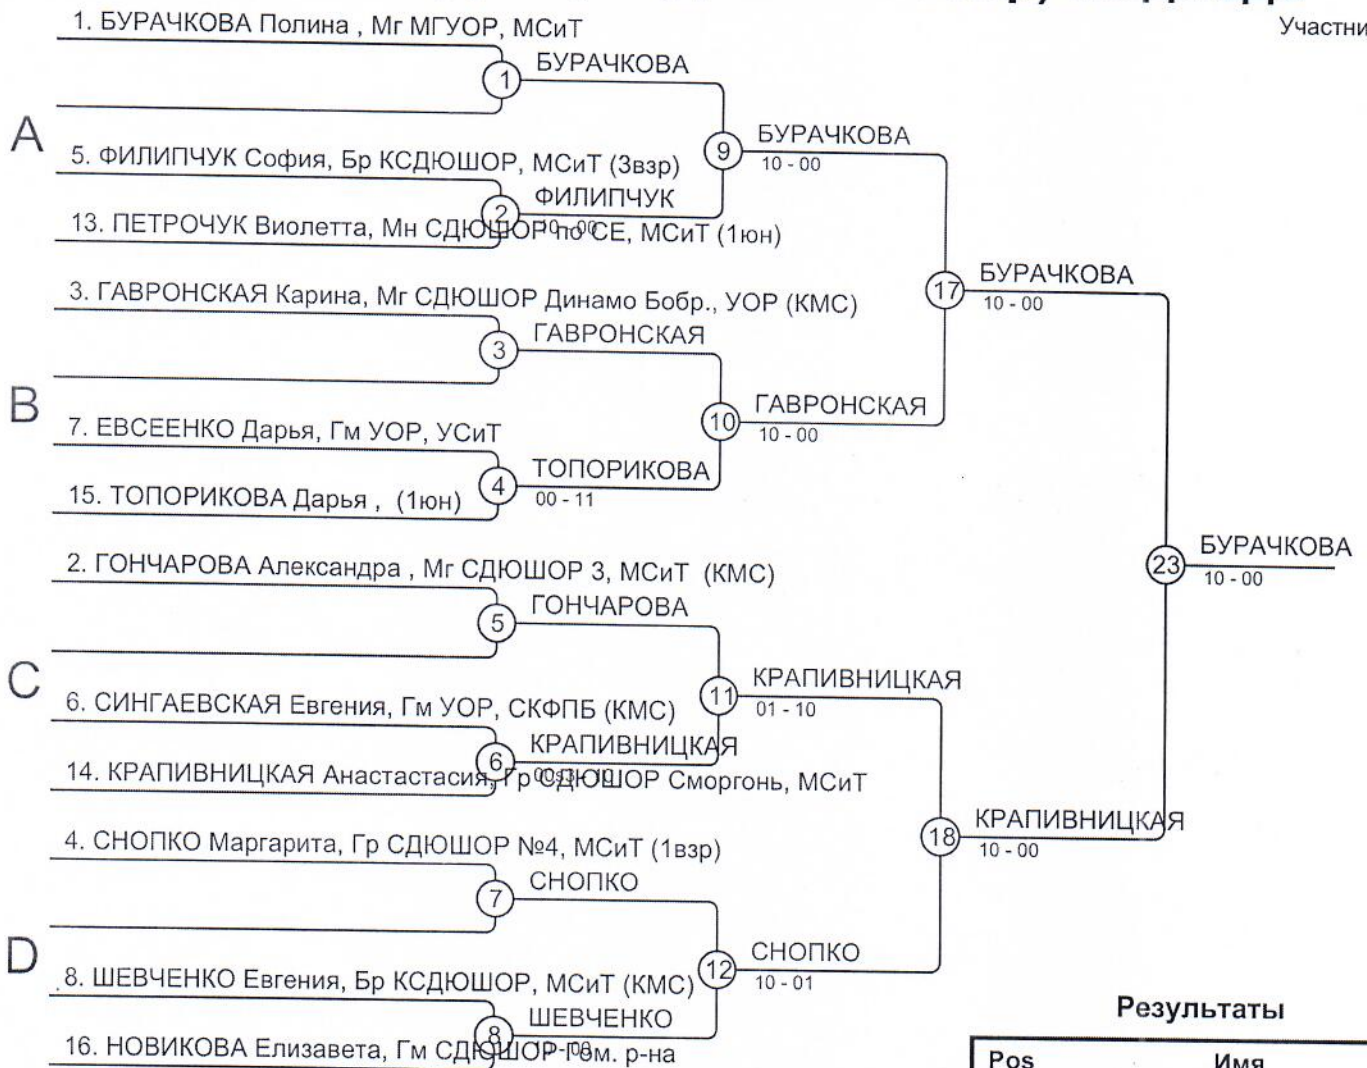 Участни
1. БУРАЧКОВА Полина , Мг МГУОР, МСиТ
1
БУРАЧКОВА
A
5. ФИЛИПЧУК София, Бр КСДЮШОР, МСиТ (3взр)
2
ФИЛИПЧУК
13. ПЕТРОЧУК Виолетта, Мн СДЮШОР по СЕ, МСиТ (1юн)
9
БУРАЧКОВА
10 - 00
3. ГАВРОНСКАЯ Карина, Мг СДЮШОР Динамо Бобр., УОР (КМС)
3
ГАВРОНСКАЯ
17
БУРАЧКОВА
10 - 00
B
7. ЕВСЕЕНКО Дарья, Гм УОР, УСиТ
4
ТОПОРИКОВА
00 - 11
15. ТОПОРИКОВА Дарья , (1юн)
10
ГАВРОНСКАЯ
10 - 00
2. ГОНЧАРОВА Александра , Мг СДЮШОР 3, МСиТ (КМС)
5
ГОНЧАРОВА
23
БУРАЧКОВА
10 - 00
C
6. СИНГАЕВСКАЯ Евгения, Гм УОР, СКФПБ (КМС)
6
КРАПИВНИЦКАЯ
14. КРАПИВНИЦКАЯ Анастастасия, Гр СДЮШОР Сморгонь, МСиТ
11
КРАПИВНИЦКАЯ
01 - 10
4. СНОПКО Маргарита, Гр СДЮШОР №4, МСиТ (1взр)
7
СНОПКО
18
КРАПИВНИЦКАЯ
10 - 00
D
8. ШЕВЧЕНКО Евгения, Бр КСДЮШОР, МСиТ (КМС)
8
ШЕВЧЕНКО
16. НОВИКОВА Елизавета, Гм СДЮШОР Гом. р-на
12
СНОПКО
10 - 01
Результаты
Pos Имя